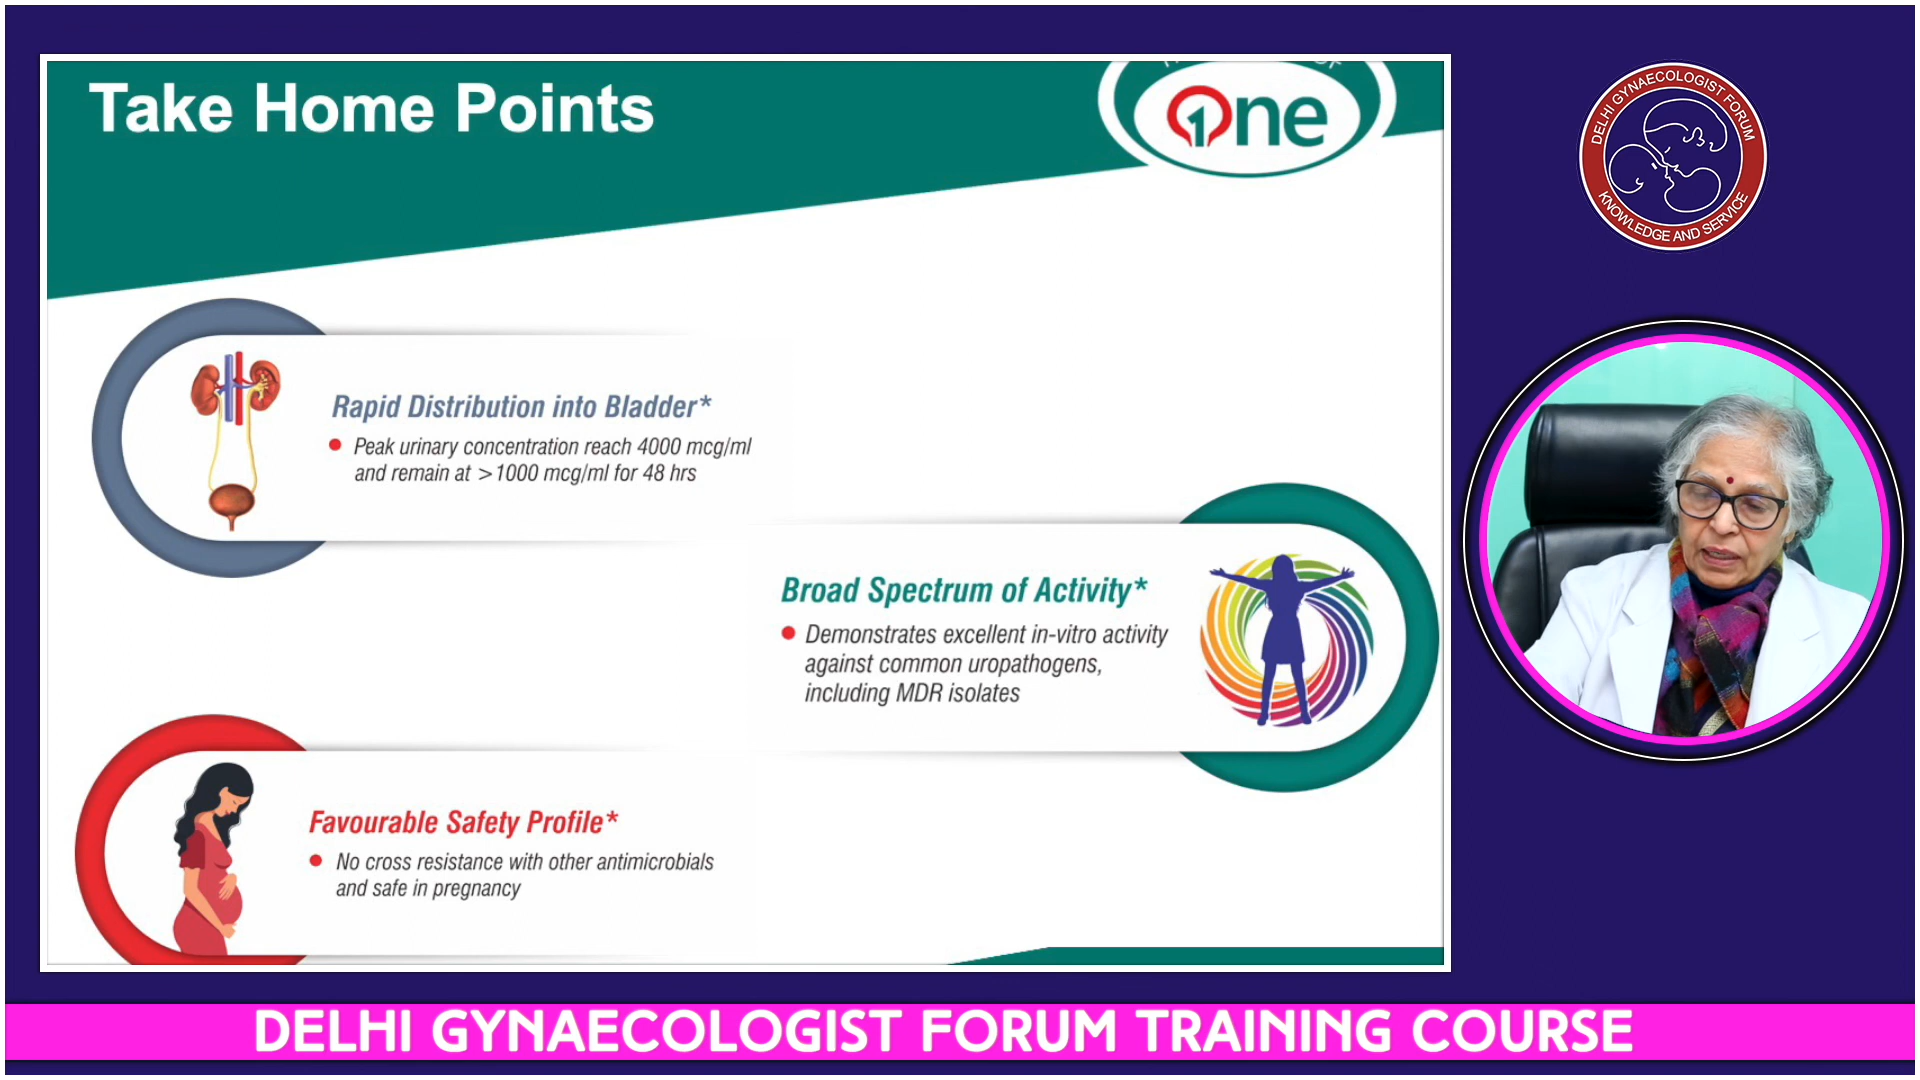 Take Home Points
One
DELHI GYNAECOLOGIST FORUM
KNOWLEDGE AND SERVICE
Rapid Distribution into Bladder*
Peak urinary concentration reach 4000 mcg/ml
and remain at >1000 mcg/ml for 48 hrs
Broad Spectrum of Activity*
Demonstrates excellent in-vitro activity
against common uropathogens,
including MDR isolates
Favourable Safety Profile*
No cross resistance with other antimicrobials
and safe in pregnancy
DELHI GYNAECOLOGIST FORUM TRAINING COURSE